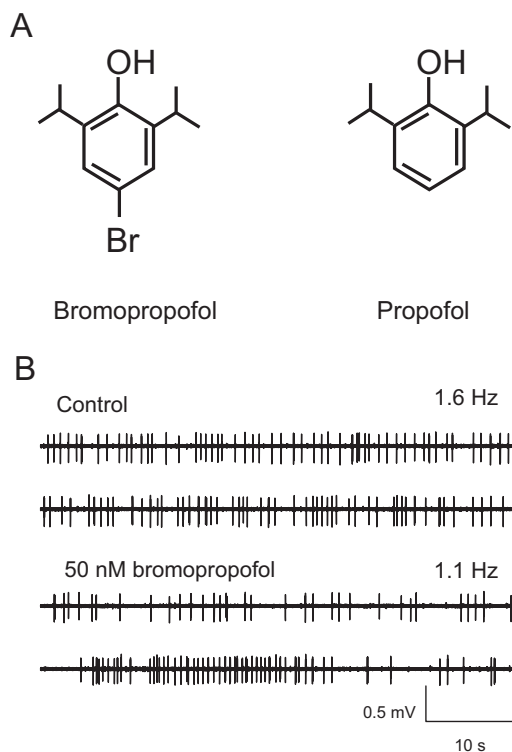 A
OH
OH
Br
Bromopropofol
Propofol
B
Control
1.6 Hz
50 nM bromopropofol
1.1 Hz
0.5 mV
10 s